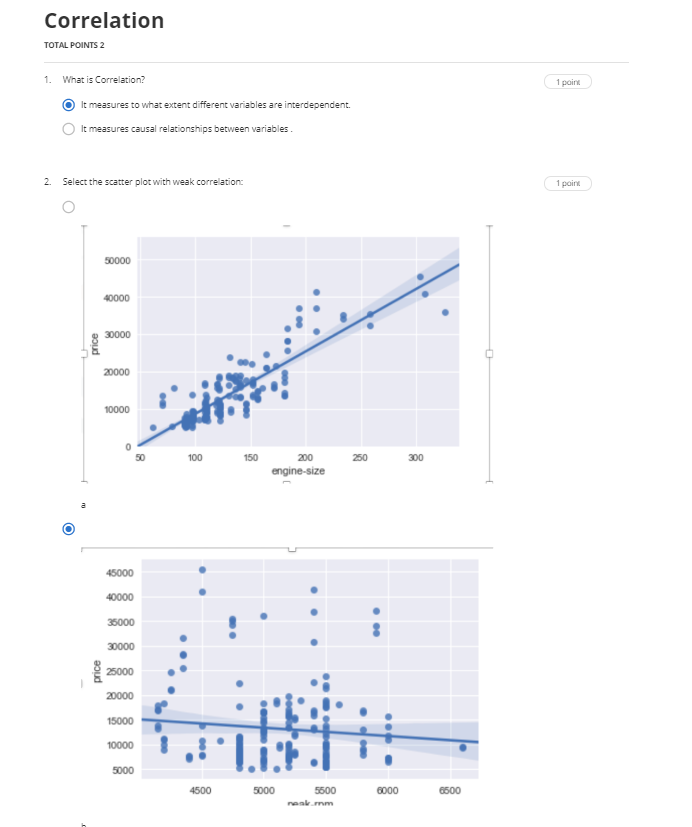 Correlation
TOTAL POINTS 2
1. What is Correlation?
1 point
It measures to what extent different variables are interdependent.
It measures causal relationships between variables .
2. Select the scatter plot with weak correlation:
1 point
50000
40000
30000
20000
10000
0
price
50 100 150 200 250 300
engine-size
a
45000
40000
35000
30000
25000
20000
15000
10000
5000
price
4500 5000 5500 6000 6500
peak-rpm